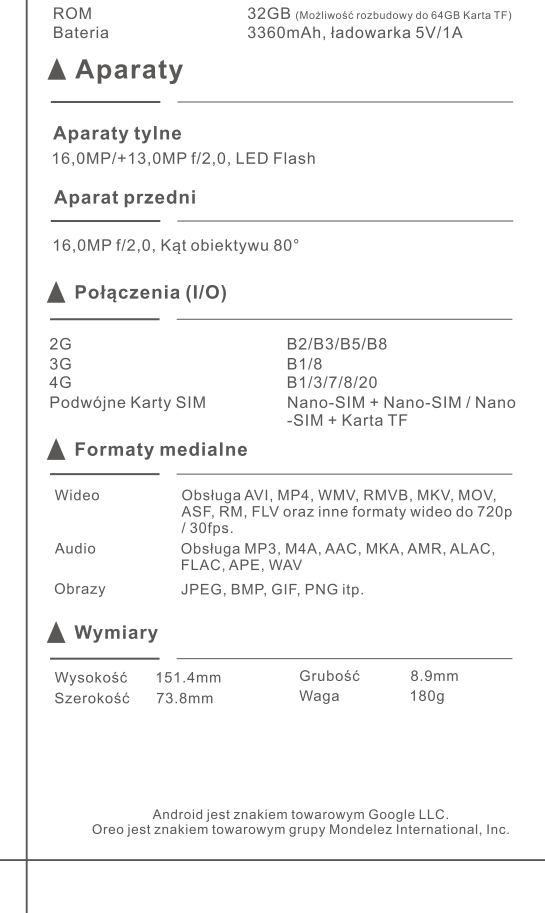 ROM 32GB (Możliwość rozbudowy do 64GB Karta TF)
Bateria 3360mAh, ładowarka 5V/1A
Aparaty
Aparaty tylne
16,0MP/+13,0MP f/2,0, LED Flash
Aparat przedni
16,0MP f/2,0, Kąt obiektywu 80°
Połączenia (I/O)
2G B2/B3/B5/B8
3G B1/8
4G B1/3/7/8/20
Podwójne Karty SIM Nano-SIM + Nano-SIM / Nano
-SIM + Karta TF
Formaty medialne
Wideo Obsługa AVI, MP4, WMV, RMVB, MKV, MOV,
ASF, RM, FLV oraz inne formaty wideo do 720p
/ 30fps.
Audio Obsługa MP3, M4A, AAC, MKA, AMR, ALAC,
FLAC, APE, WAV
Obrazy JPEG, BMP, GIF, PNG itp.
Wymiary
Wysokość 151.4mm Grubość 8.9mm
Szerokość 73.8mm Waga 180g
Android jest znakiem towarowym Google LLC.
Oreo jest znakiem towarowym grupy Mondelez International, Inc.